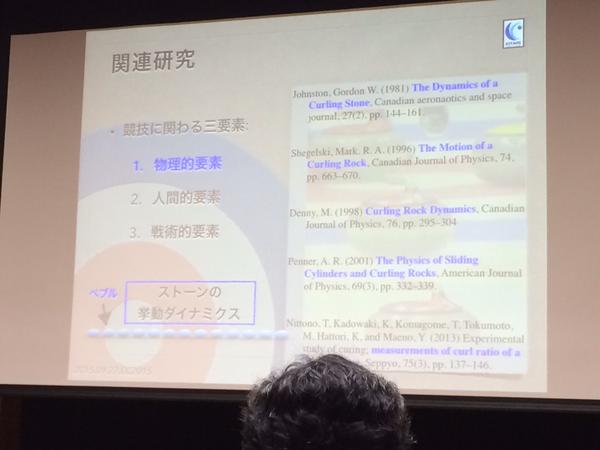 関連研究
• 競技に関わる三要素:
1. 物理的要素
2. 人間的要素
3. 戦術的要素
ペブル
ストーンの
挙動ダイナミクス
2015.09.27.UC2015
Johnston, Gordon W. (1981) The Dynamics of a
Curling Stone, Canadian aeronaotics and space
journal, 27(2), pp. 144–161.
Shegelski, Mark. R. A. (1996) The Motion of a
Curling Rock, Canadian Journal of Physics, 74,
pp. 663–670.
Denny, M. (1998) Curling Rock Dynamics, Canadian
Journal of Physics, 76, pp. 295–304
Penner, A. R. (2001) The Physics of Sliding
Cylinders and Curling Rocks, American Journal
of Physics, 69(3), pp. 332–339.
Nittono, T. Kadowaki, K, Komagome, T. Tokumoto,
M. Hattori, K, and Maeno, Y. (2013) Experimental
study of curing; measurements of curl ratio of a
Seppyo, 75(3), pp. 137–146.